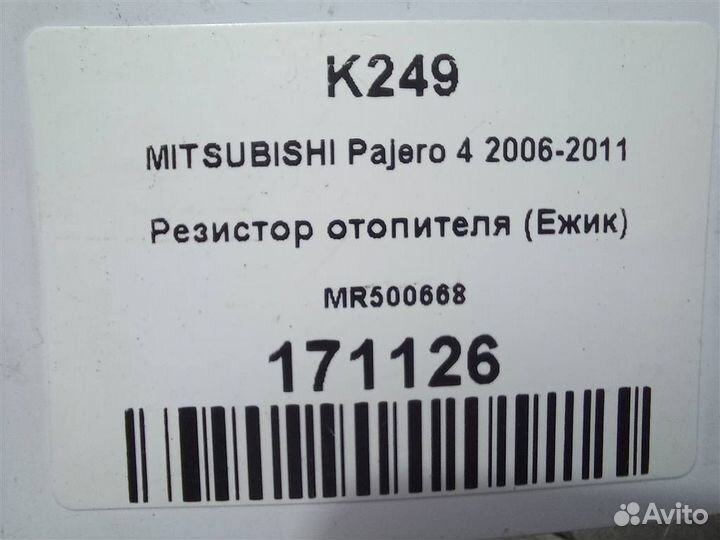 K249
MITSUBISHI Pajero 4 2006-2011
Резистор отопителя (Ежик)
MR500668
171126
Avito